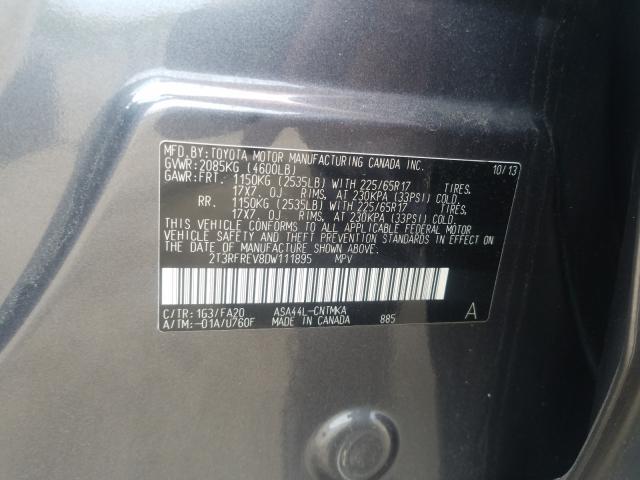 MFD. BY: TOYOTA MOTOR MANUFACTURING CANADA INC. 10/13
GVWR: 2085KG (4600LB)
GAWR: FRT. 1150KG (2535LB) WITH 225/65R17 TIRES,
17X7.0J RIMS, AT 230KPA (33PSI) COLD.
RR. 1150KG (2535LB) WITH 225/65R17 TIRES,
17X7.0J RIMS, AT 230KPA (33PSI) COLD.
THIS VEHICLE CONFORMS TO ALL APPLICABLE FEDERAL MOTOR
VEHICLE SAFETY AND THEFT PREVENTION STANDARDS IN EFFECT
ON THE DATE OF MANUFACTURE SHOWN ABOVE.
2T3RFREV8DW111895 MPV
C/TR: 1G3/FA20 ASA44L-CNTMKA
A/TM: -01A/U760F MADE IN CANADA 885 A